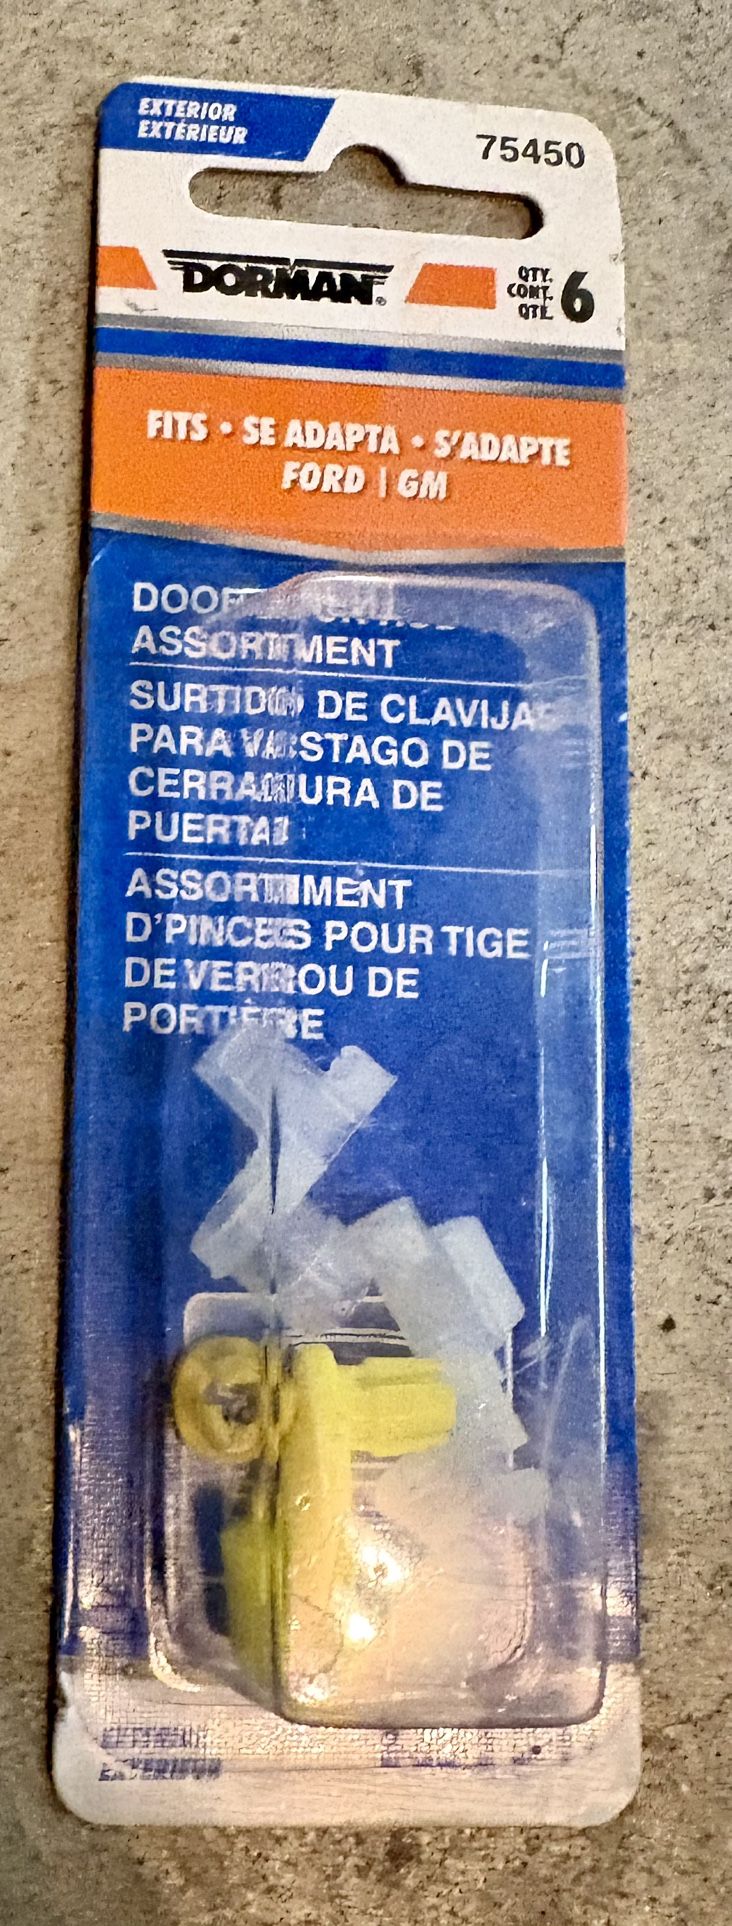 EXTERIOR
EXTÉRIEUR
75450
DORMAN®
QTY.
CONT.
QTÉ.
6
FITS • SE ADAPTA • S'ADAPTE
FORD | GM
ASSORTMENT
SURTIDO DE CLAVIJAS
PARA VÁSTAGO DE
CERRADURA DE
PUERTA
ASSORTIMENT
D'PINCES POUR TIGE
DE VERROU DE
PORTIÈRE